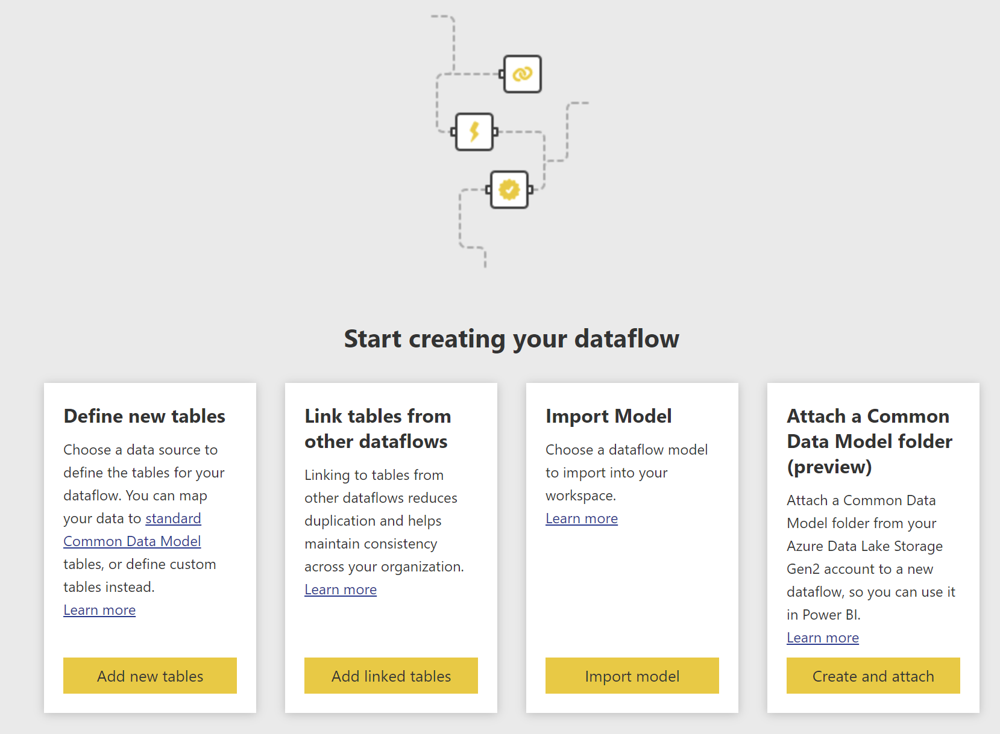 Start creating your dataflow
Define new tables
Choose a data source to
define the tables for your
dataflow. You can map
your data to standard
Common Data Model
tables, or define custom
tables instead.
Learn more
Add new tables
Link tables from
other dataflows
Linking to tables from
other dataflows reduces
duplication and helps
maintain consistency
across your organization.
Learn more
Add linked tables
Import Model
Choose a dataflow model
to import into your
workspace.
Learn more
Import model
Attach a Common
Data Model folder
(preview)
Attach a Common Data
Model folder from your
Azure Data Lake Storage
Gen2 account to a new
dataflow, so you can use it
in Power BI.
Learn more
Create and attach